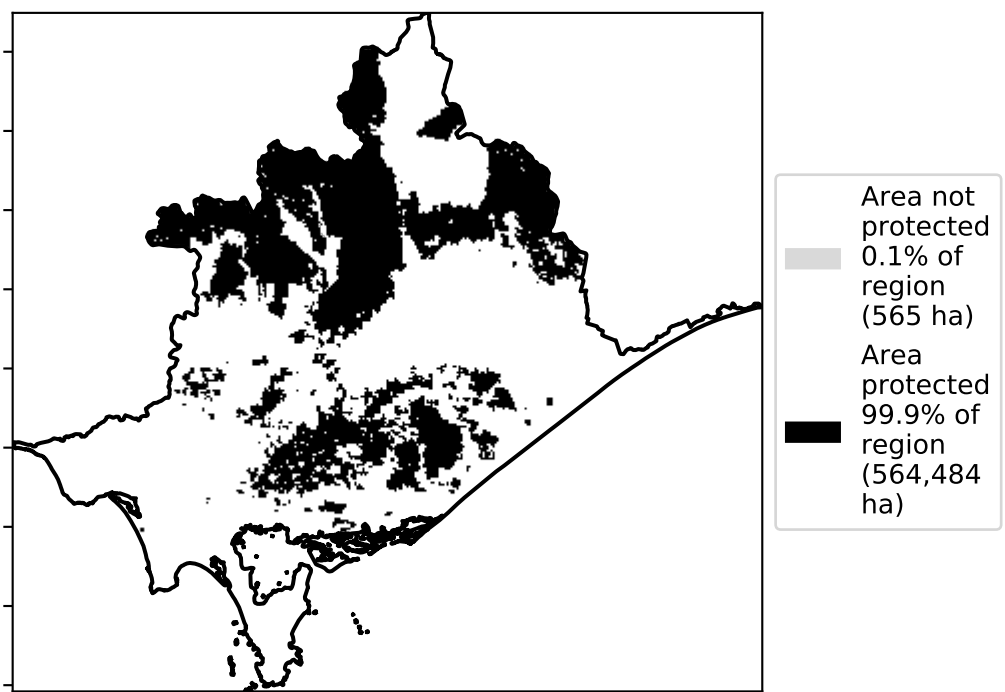 Area not
protected
0.1% of
region
(565 ha)
Area
protected
99.9% of
region
(564,484
ha)